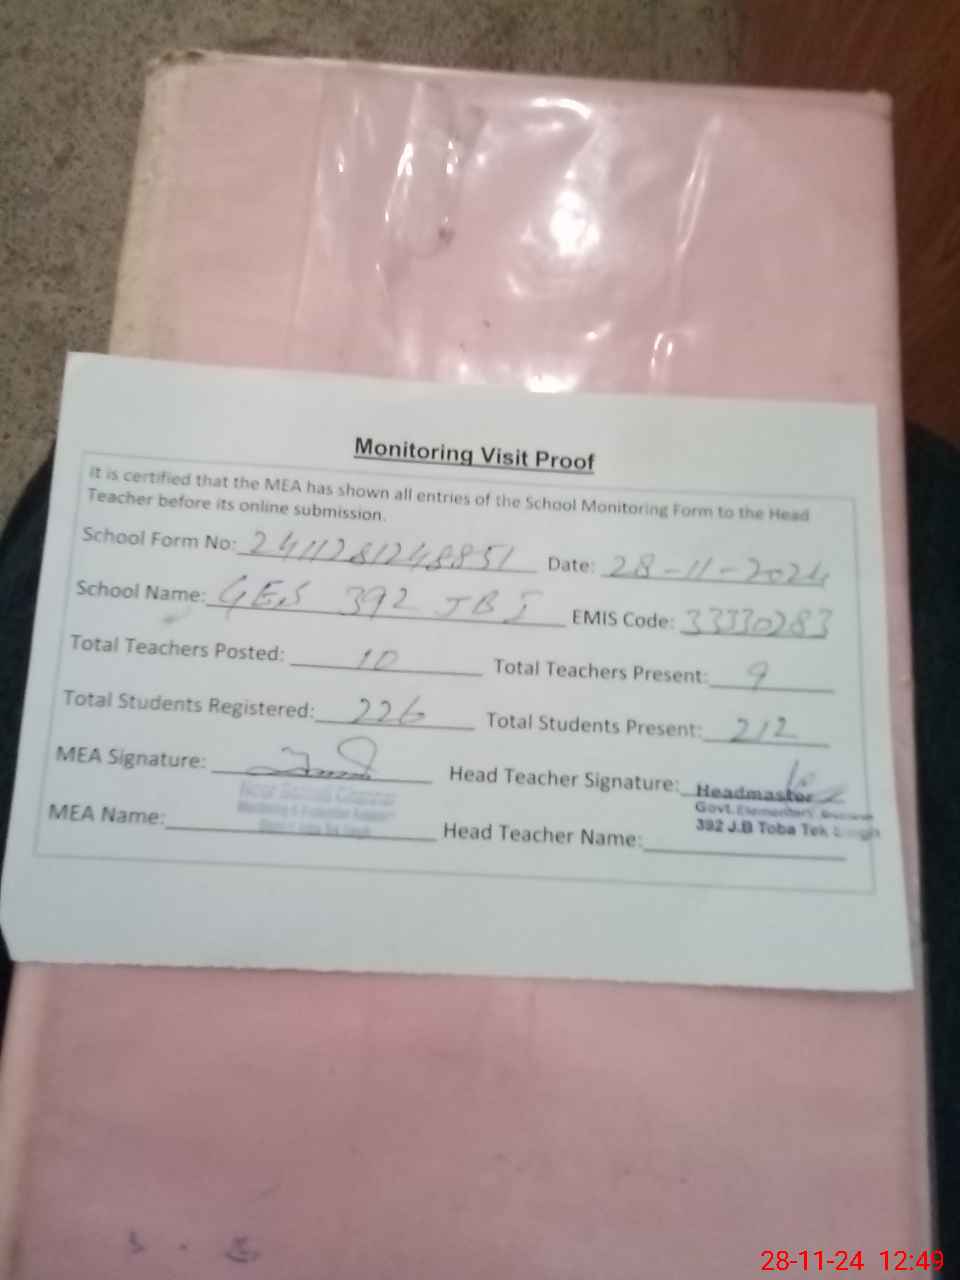 Monitoring Visit Proof
It is certified that the MEA has shown all entries of the School Monitoring Form to the Head
Teacher before its online submission.
School Form No: 2411281248851 Date: 28-11-2024
School Name: GES 392 JB I EMIS Code: 33330283
Total Teachers Posted: 10 Total Teachers Present: 9
Total Students Registered: 226 Total Students Present: 212
MEA Signature: Head Teacher Signature:
Headmaster
Govt. Elementary
392 J.B Toba Tek
MEA Name: Head Teacher Name:
28-11-24 12:49